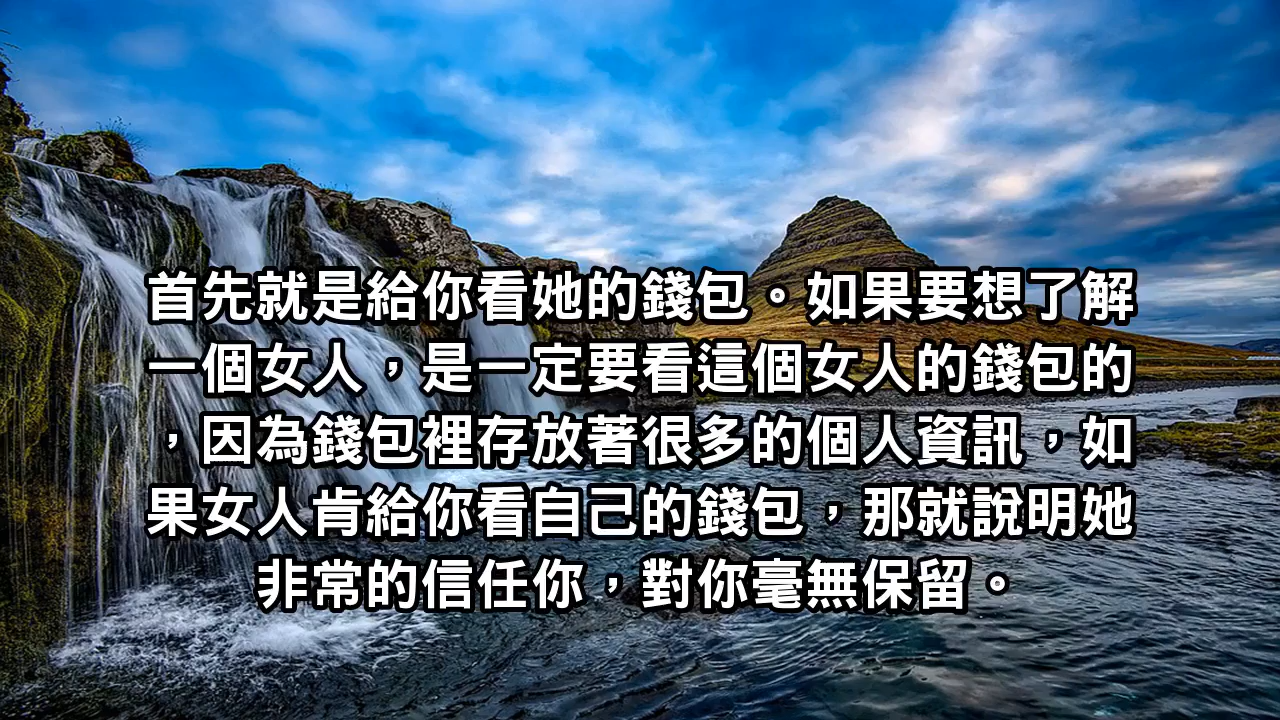 首先就是給你看她的錢包。如果要想了解
一個女人，是一定要看這個女人的錢包的
，因為錢包裡存放著很多的個人資訊，如
果女人肯給你看自己的錢包，那就說明她
非常的信任你，對你毫無保留。